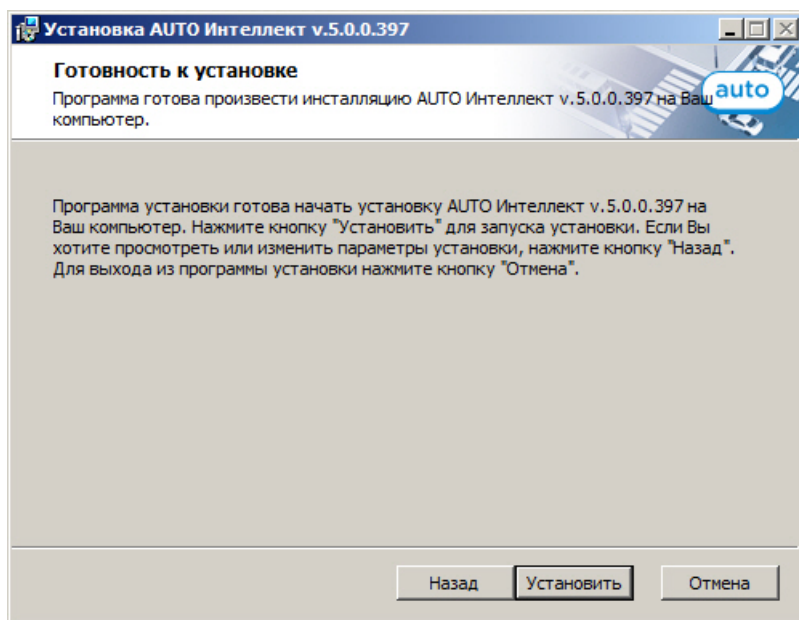 Установка AUTO Интеллект v.5.0.0.397
Готовность к установке
Программа готова произвести инсталляцию AUTO Интеллект v.5.0.0.397 на Ваш
компьютер.
auto
Программа установки готова начать установку AUTO Интеллект v.5.0.0.397 на
Ваш компьютер. Нажмите кнопку "Установить" для запуска установки. Если Вы
хотите просмотреть или изменить параметры установки, нажмите кнопку "Назад".
Для выхода из программы установки нажмите кнопку "Отмена".
Назад
Установить
Отмена